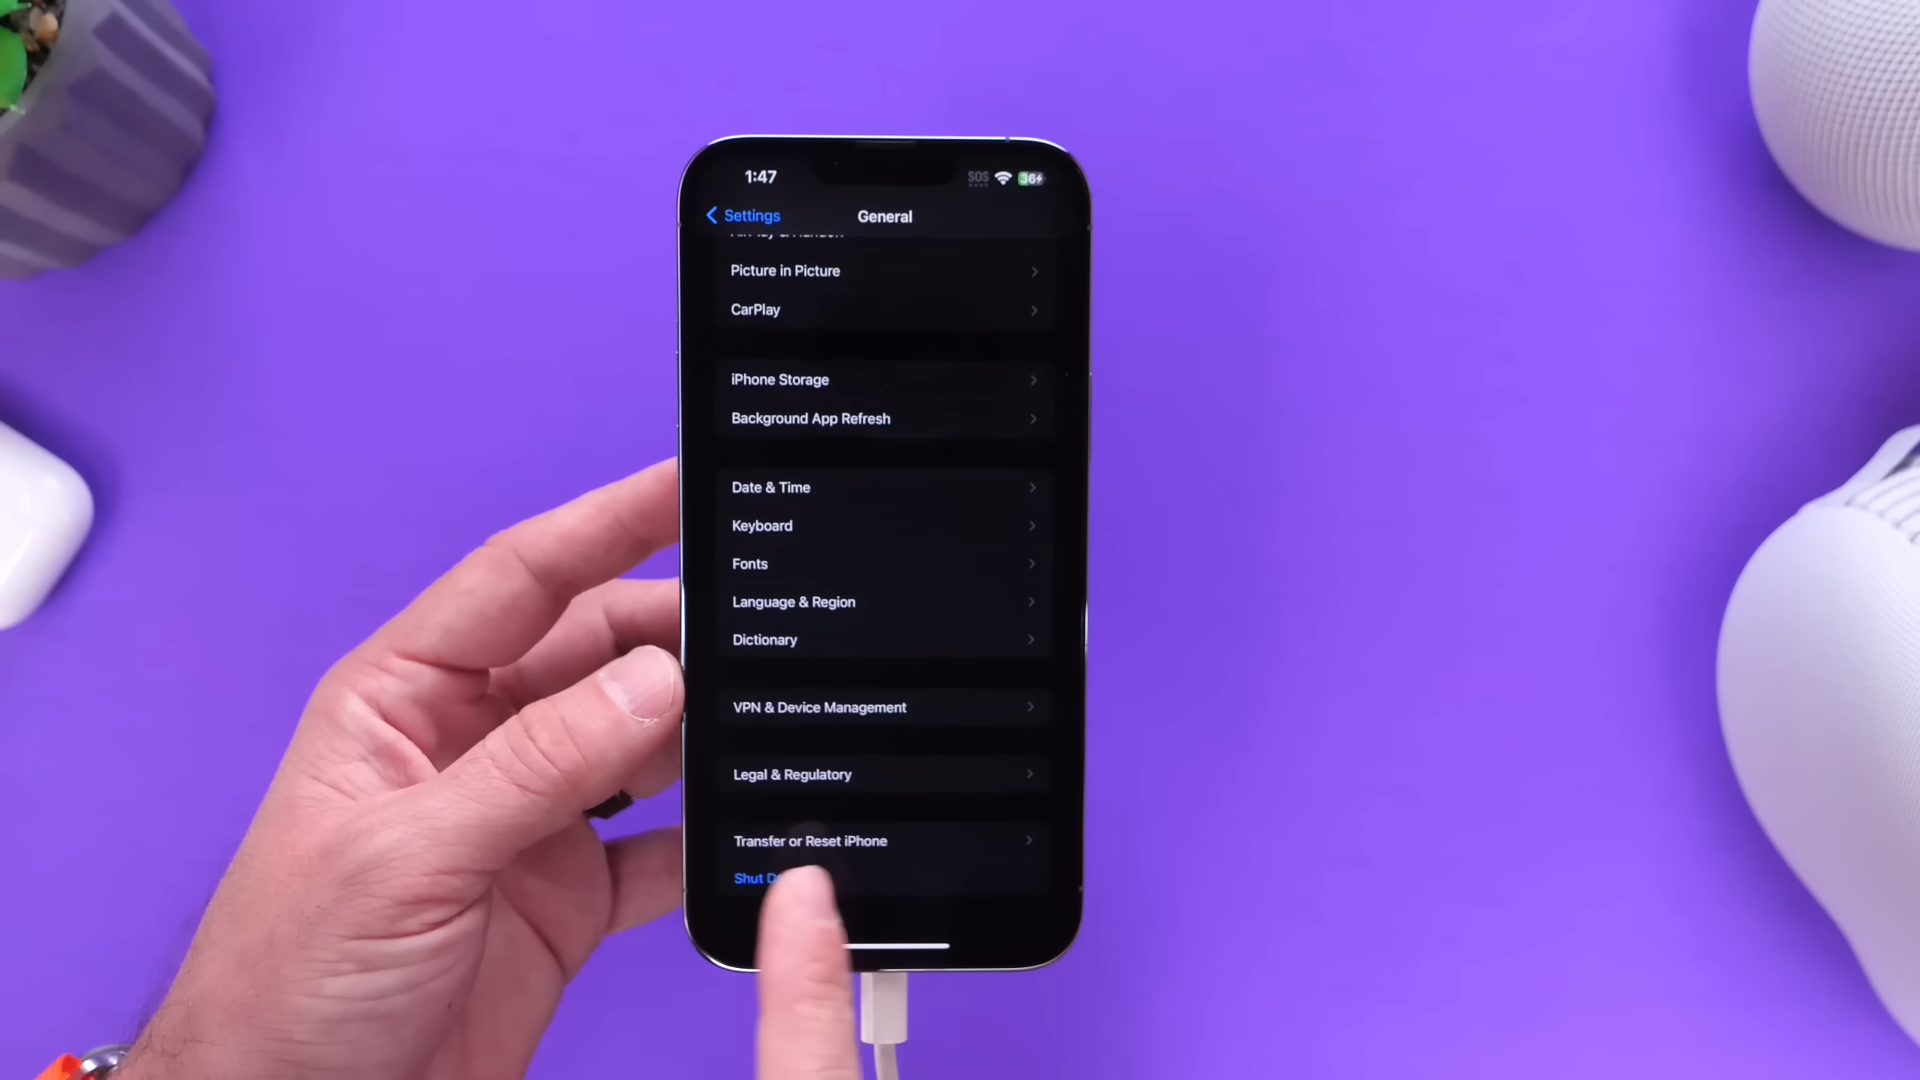 1:47
SOS
36
Settings
General
Picture in Picture
CarPlay
iPhone Storage
Background App Refresh
Date & Time
Keyboard
Fonts
Language & Region
Dictionary
VPN & Device Management
Legal & Regulatory
Transfer or Reset iPhone
Shut